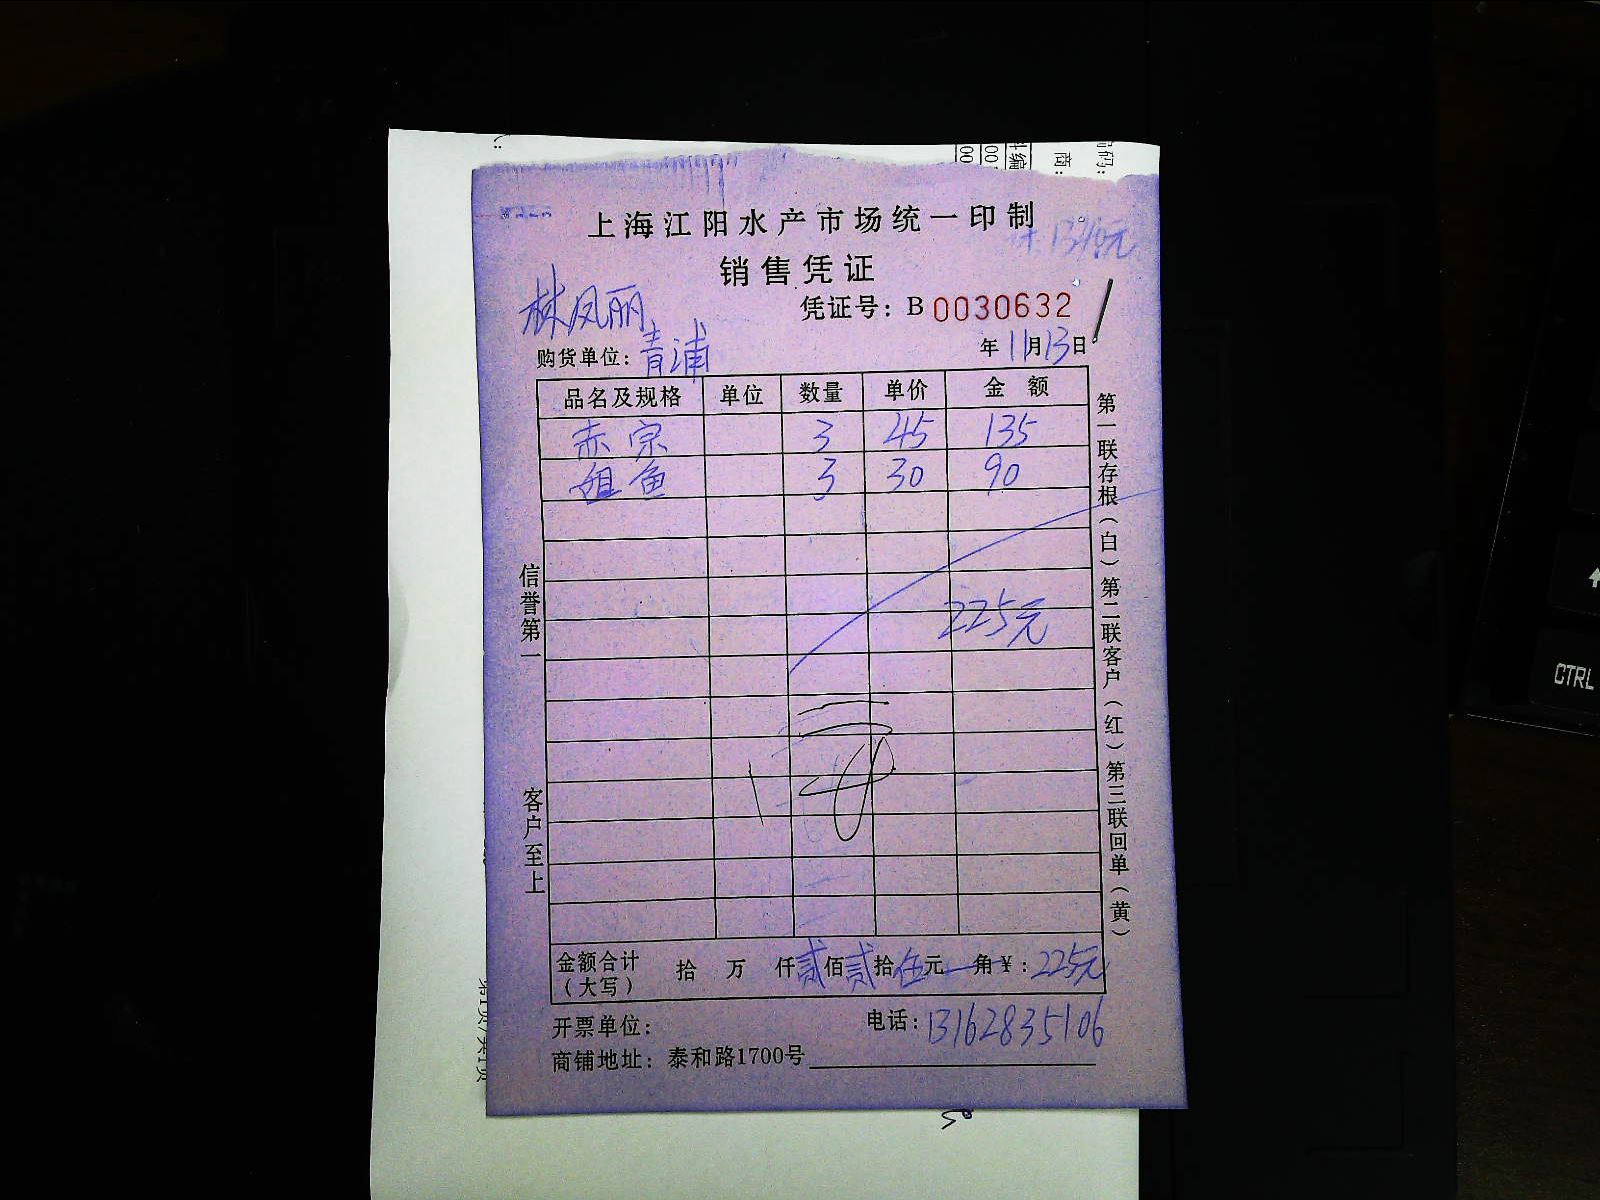 上海江阳水产市场统一印制
销售凭证
林凤丽
凭证号：B 0030632
购货单位：青浦
年 11月13日
品名及规格 单位 数量 单价 金额
赤宗 3 45 135
鱼 3 30 90
225元
信誉第一 客户至上
第一联存根（白）第二联客户（红）第三联回单（黄）
金额合计（大写） 拾 万 仟贰佰贰拾伍元 角￥：225元
开票单位： 电话：13162835106
商铺地址：泰和路1700号
CTRL